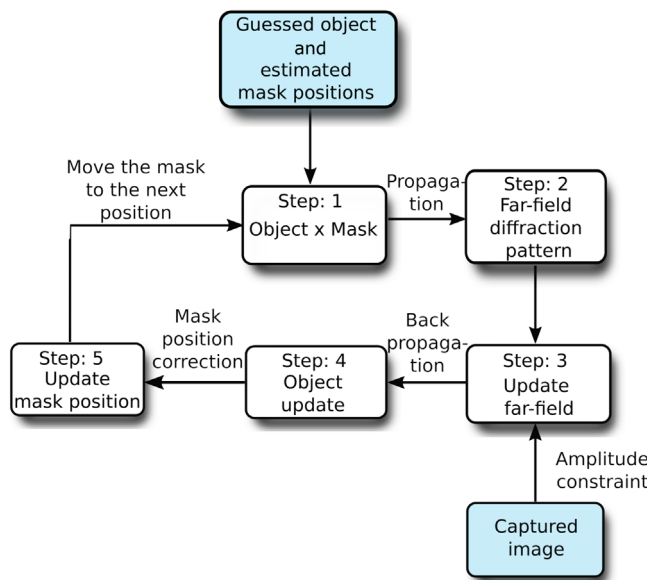 Guessed object
and
estimated
mask positions
Move the mask
to the next
position
Step: 1
Object x Mask
Propaga-
tion
Step: 2
Far-field
diffraction
pattern
Step: 5
Update
mask position
Mask
position
correction
Step: 4
Object
update
Back
propaga-
tion
Step: 3
Update
far-field
Amplitude
constraint
Captured
image